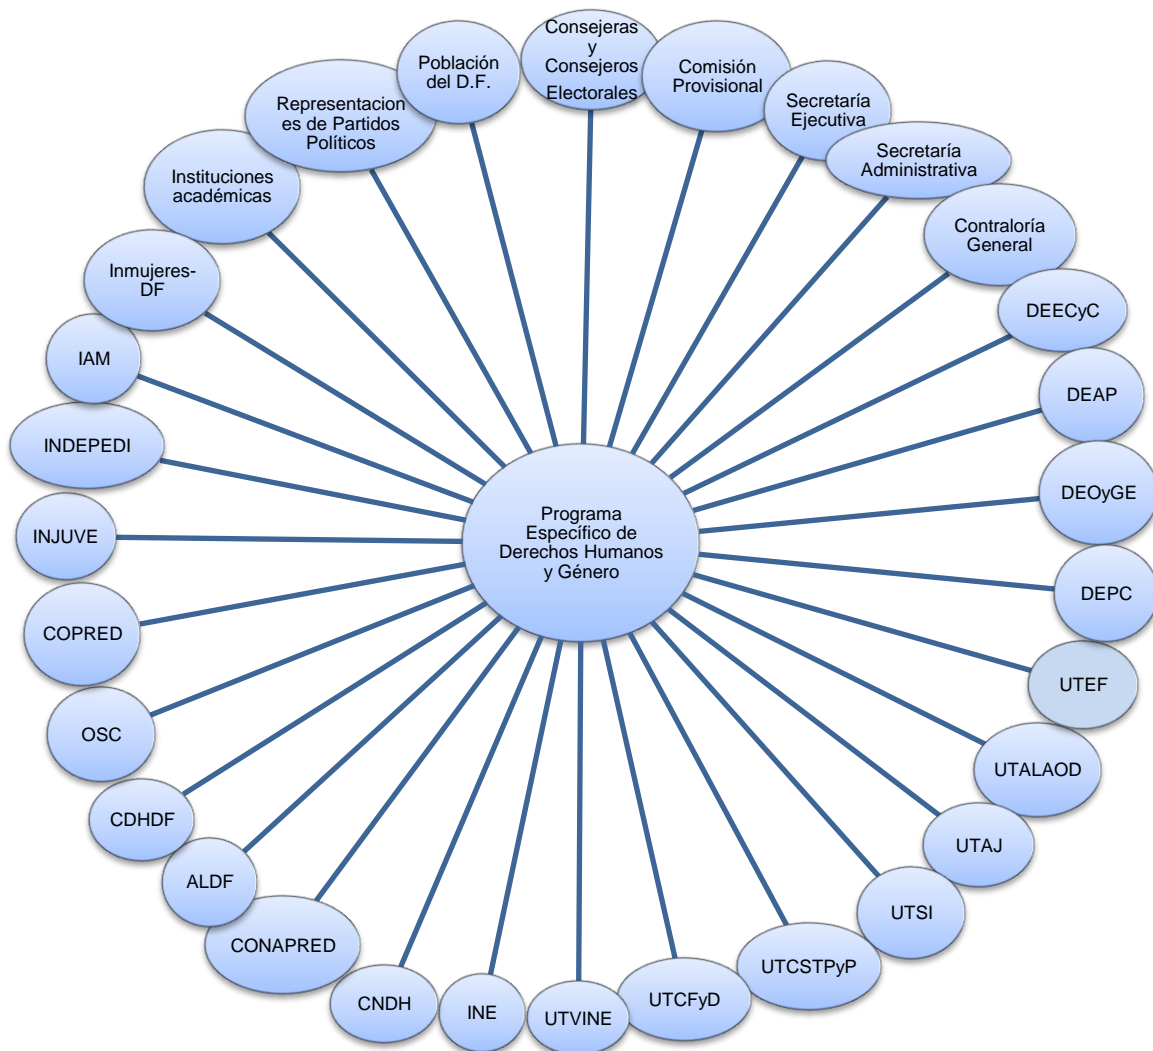 Consejeras
y
Consejeros
Electorales
Comisión
Provisional
Secretaría
Ejecutiva
Secretaría
Administrativa
Contraloría
General
DEECyC
DEAP
DEOyGE
DEPC
UTEF
UTALAOD
UTAJ
UTSI
UTCSTPyP
UTCFyD
UTVINE
INE
CNDH
CONAPRED
ALDF
CDHDF
OSC
COPRED
INJUVE
INDEPEDI
IAM
Inmujeres-
DF
Instituciones
académicas
Representacion
es de Partidos
Políticos
Población
del D.F.
Programa
Específico de
Derechos Humanos
y Género